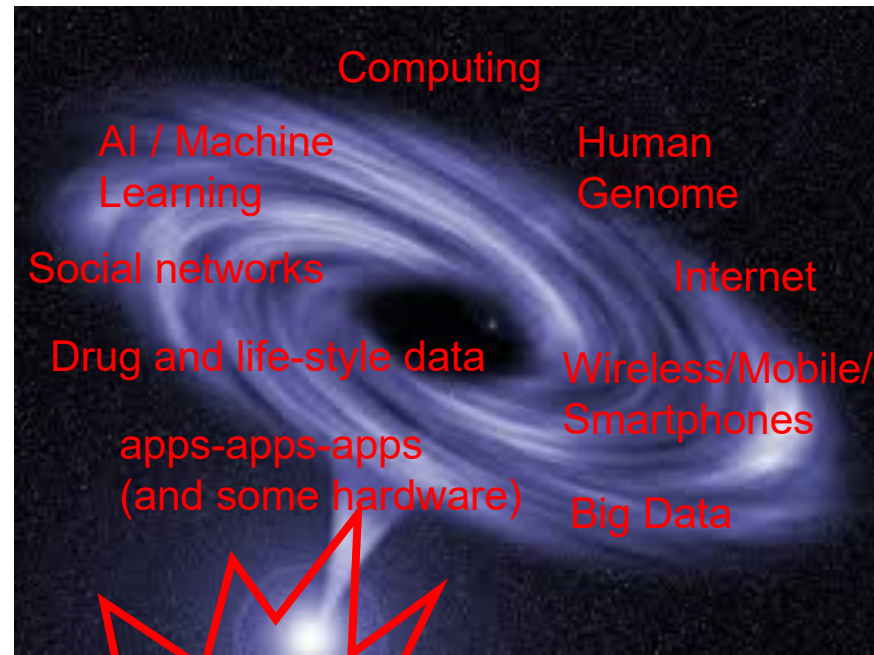 Computing
AI / Machine
Learning
Human
Genome
Social networks
Internet
Drug and life-style data
Wireless/Mobile/
Smartphones
apps-apps-apps
(and some hardware)
Big Data